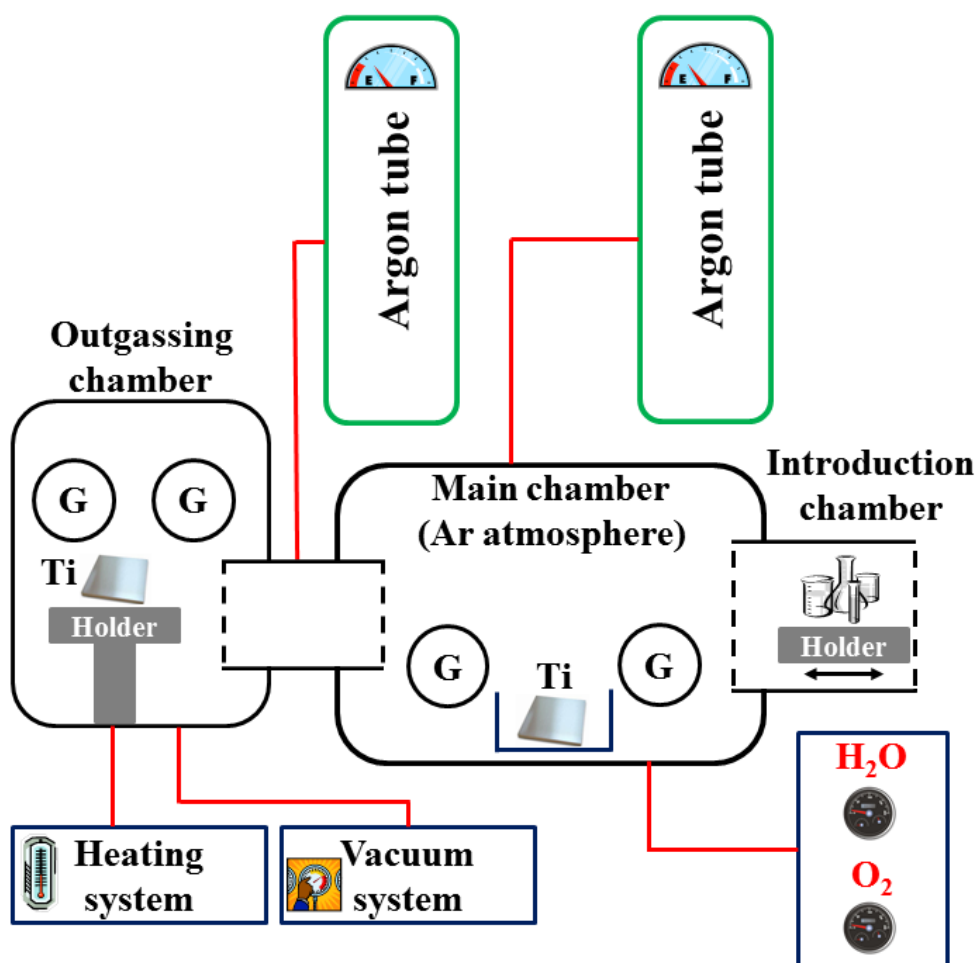 E F
Argon tube
E F
Argon tube
Outgassing
chamber
G G
Ti
Holder
Main chamber
(Ar atmosphere)
G G
Ti
Introduction
chamber
Holder
Heating
system
Vacuum
system
H₂O
O₂